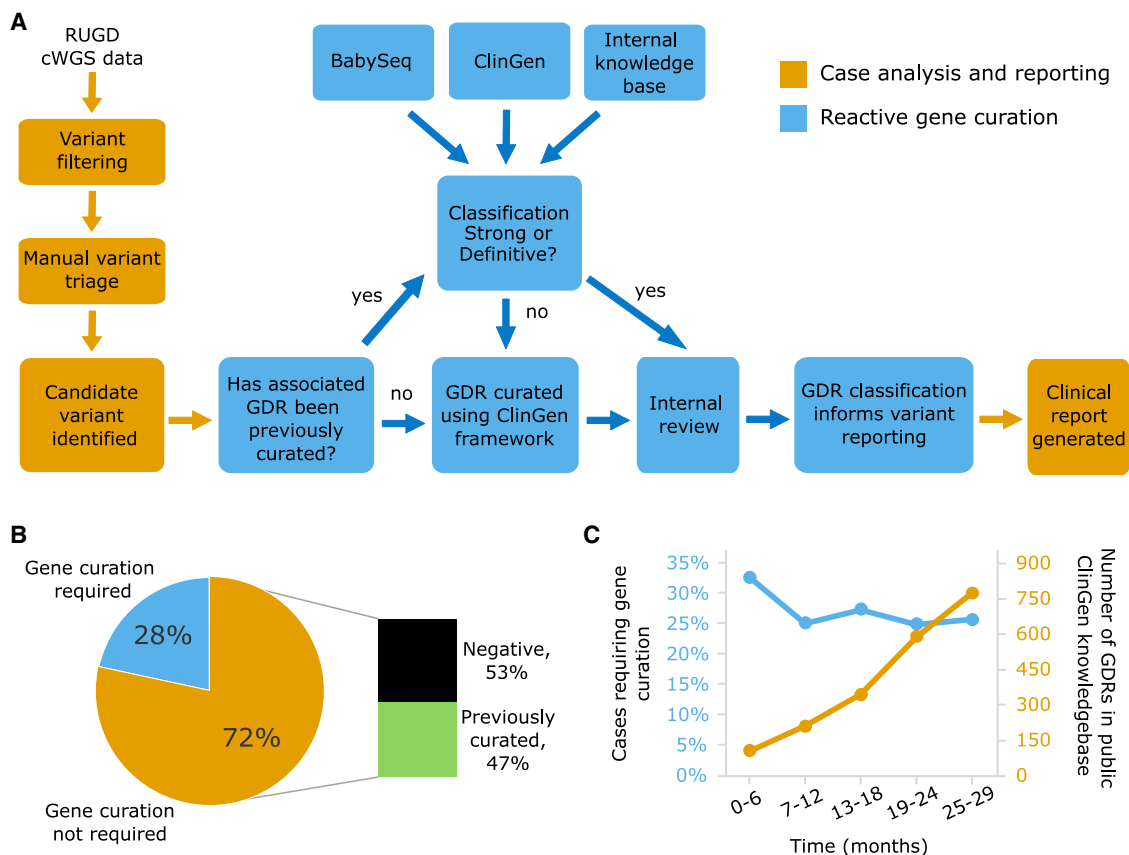 A
RUGD
cWGS data
Variant
filtering
Manual variant
triage
Candidate
variant
identified
BabySeq
ClinGen
Internal
knowledge
base
Case analysis and reporting
Reactive gene curation
Classification
Strong or
Definitive?
yes
no
yes
Has associated
GDR been
previously
curated?
no
GDR curated
using ClinGen
framework
Internal
review
GDR classification
informs variant
reporting
Clinical
report
generated
B
Gene curation
required
28%
72%
Gene curation
not required
Negative,
53%
Previously
curated,
47%
C
Cases requiring gene
curation
35%
30%
25%
20%
15%
10%
5%
0%
900
750
600
450
300
150
0
Number of GDRs in public
ClinGen knowledgebase
0-6
7-12
13-18
19-24
25-29
Time (months)